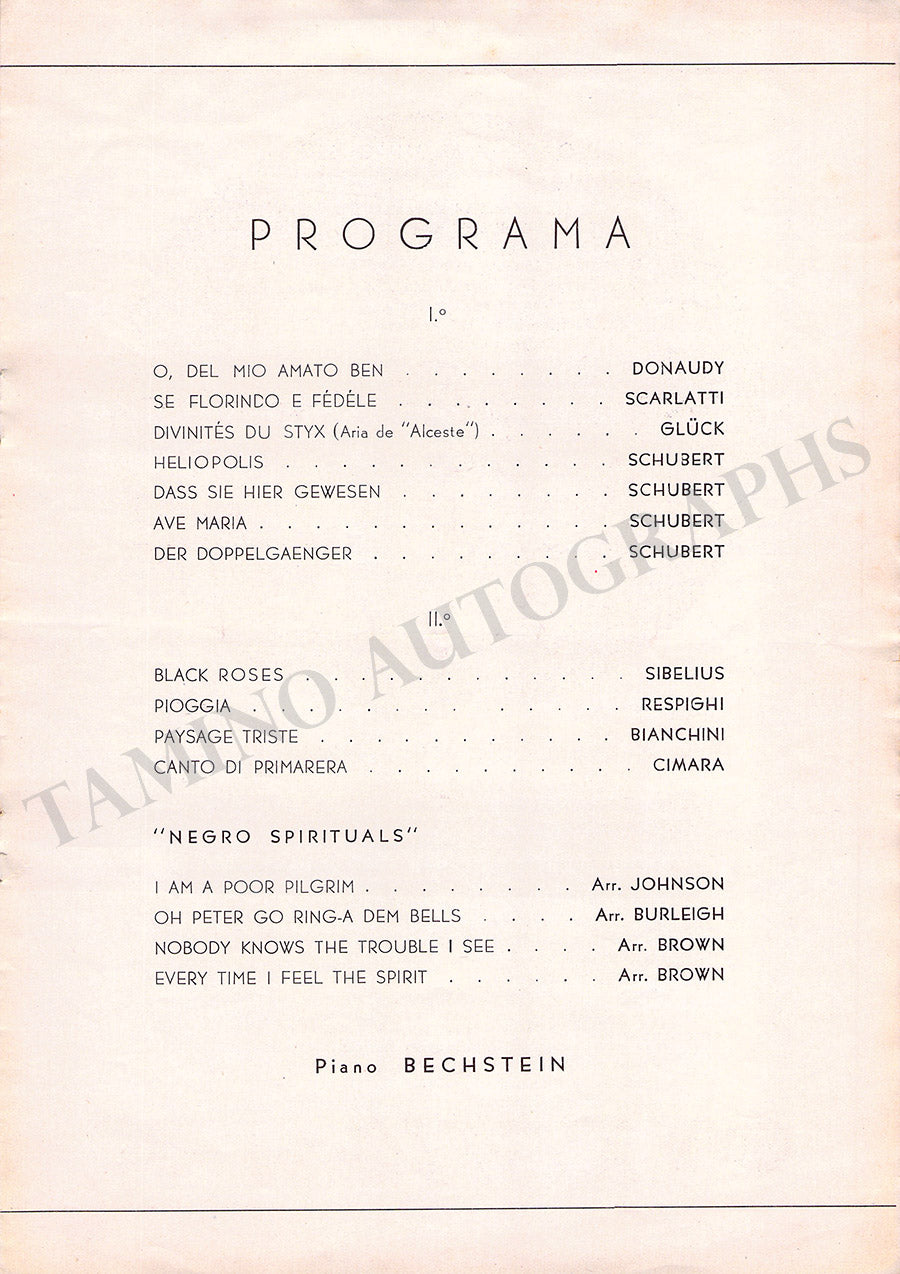 PROGRAMA
I.º
O, DEL MIO AMATO BEN . . . . . . . . DONAUDY
SE FLORINDO E FÉDÉLE . . . . . . . . SCARLATTI
DIVINITÉS DU STYX (Aria de "Alceste") . . . . . . GLÜCK
HELIOPOLIS . . . . . . . . . . . . . SCHUBERT
DASS SIE HIER GEWESEN . . . . . . . . SCHUBERT
AVE MARIA . . . . . . . . . . . . . . SCHUBERT
DER DOPPELGAENGER . . . . . . . . . SCHUBERT
II.º
BLACK ROSES . . . . . . . . . . . . SIBELIUS
PIOGGIA . . . . . . . . . . . . . . RESPIGHI
PAYSAGE TRISTE . . . . . . . . . . . BIANCHINI
CANTO DI PRIMARERA . . . . . . . . . . CIMARA
"NEGRO SPIRITUALS"
I AM A POOR PILGRIM . . . . . . . . Arr. JOHNSON
OH PETER GO RING-A DEM BELLS . . . . Arr. BURLEIGH
NOBODY KNOWS THE TROUBLE I SEE . . . . Arr. BROWN
EVERY TIME I FEEL THE SPIRIT . . . . . . Arr. BROWN
Piano BECHSTEIN
TAMINO AUTOGRAPHS